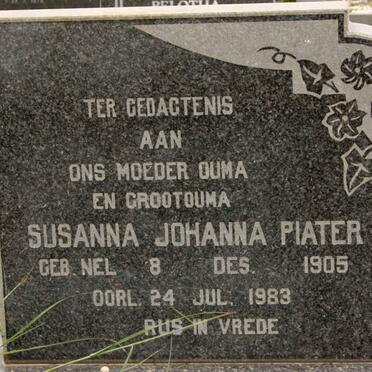 TER GEDAGTENIS
AAN
ONS MOEDER OUMA
EN GROOTOUMA
SUSANNA JOHANNA PIATER
GEB. NEL 8 DES. 1905
OORL. 24 JUL. 1983
RUS IN VREDE